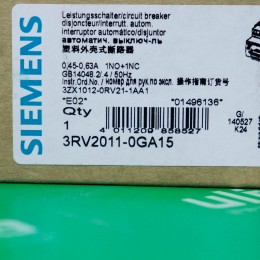 SIEMENS
Leistungsschalter/circuit breaker
disjoncteur/interrutt. autom.
interruptor automático/disjuntor
автоматич. выключ-ль
塑料外壳式断路器
0,45-0,63A 1NO+1NC
GB14048.2/4 / 50Hz
Instr.Ord.No./ номер для рук по экспл. 操作指南订货号
3ZX1012-0RV21-1AA1
"E02" "01496136"
Qty
1
4 011209 858527
G/
140527
K24
3RV2011-0GA15